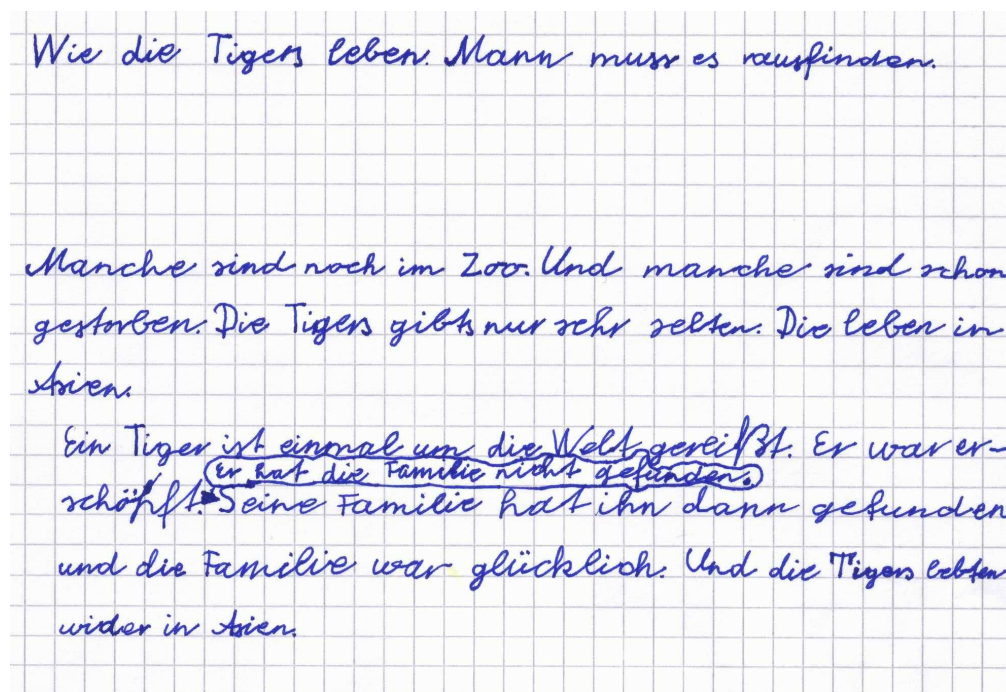 Wie die Tigers leben. Mann muss es rausfinden.
Manche sind noch im Zoo. Und manche sind schon
gestorben. Die Tigers gibts nur sehr selten. Die leben in
Asien.
Ein Tiger ist einmal um die Welt gereißt. Er war er-
Er hat die Familie nicht gefunden.
schöpft. Seine Familie hat ihn dann gefunden
und die Familie war glücklich. Und die Tigers lebten
wider in Asien.